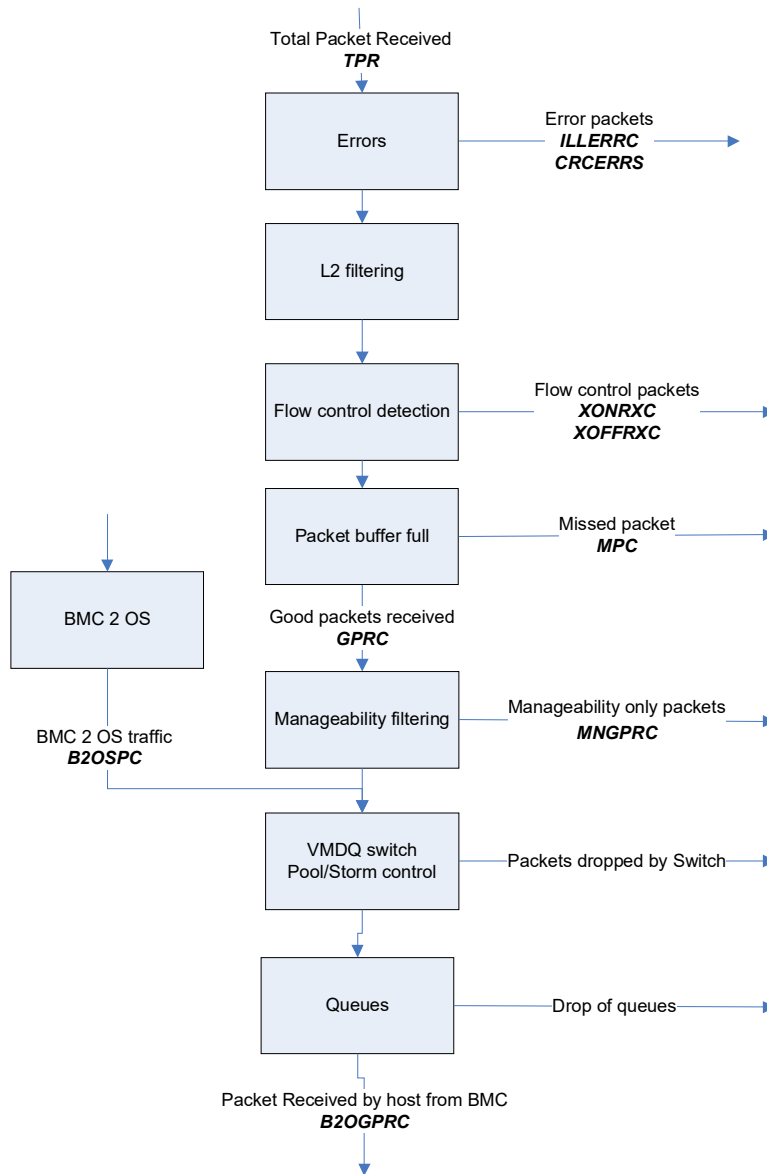 Total Packet Received
TPR
Errors
Error packets
ILLERRC
CRCERRS
L2 filtering
Flow control detection
Flow control packets
XONRXC
XOFFRXC
Packet buffer full
Missed packet
MPC
BMC 2 OS
Good packets received
GPRC
Manageability filtering
Manageability only packets
MNGPRC
BMC 2 OS traffic
B2OSPC
VMDQ switch
Pool/Storm control
Packets dropped by Switch
Queues
Drop of queues
Packet Received by host from BMC
B2OGPRC